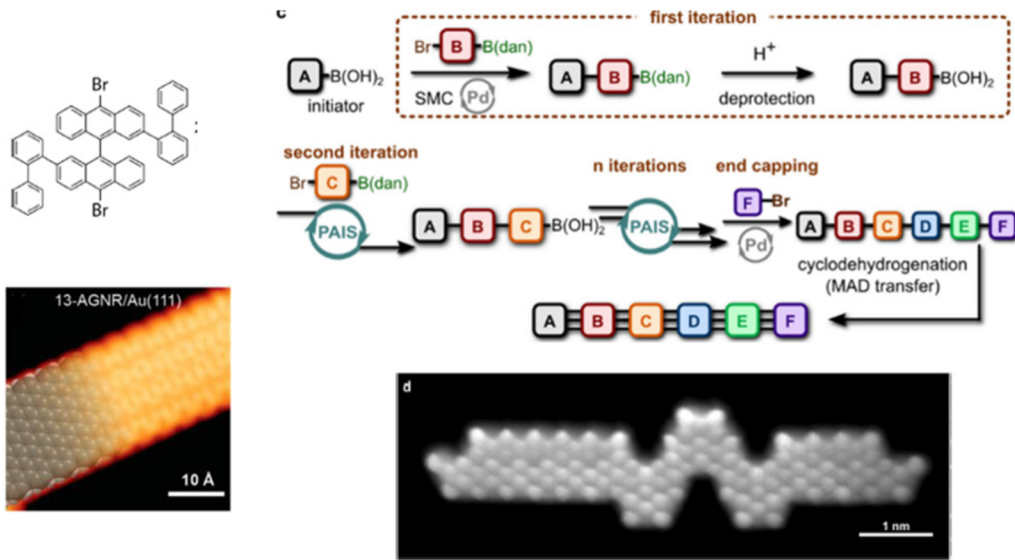 c
first iteration
Br B B(dan)
H+
A B(OH)2
A B B(dan)
A B B(OH)2
initiator
SMC Pd
deprotection
Br
Br
second iteration
n iterations
end capping
Br C B(dan)
F Br
PAIS
A B C B(OH)2
PAIS
Pd
A B C D E F
cyclodehydrogenation
(MAD transfer)
A B C D E F
13-AGNR/Au(111)
10 Å
d
1 nm